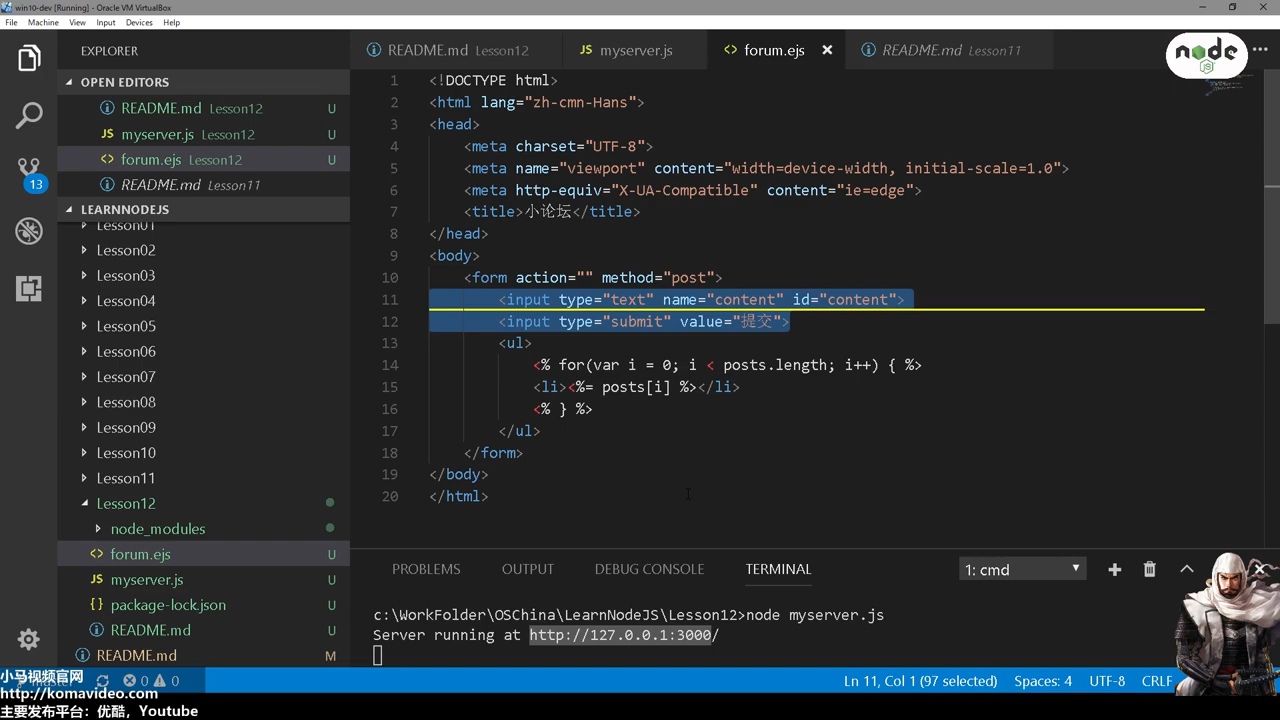 win10-dev [Running] - Oracle VM VirtualBox
File Machine View Input Devices Help
EXPLORER
README.md Lesson12
JS myserver.js
<> forum.ejs
README.md Lesson11
node
JS
OPEN EDITORS
README.md Lesson12 U
JS myserver.js Lesson12 U
<> forum.ejs Lesson12 U
README.md Lesson11
13
LEARNNODEJS
Lesson01
Lesson02
Lesson03
Lesson04
Lesson05
Lesson06
Lesson07
Lesson08
Lesson09
Lesson10
Lesson11
Lesson12
node_modules
<> forum.ejs U
JS myserver.js U
{} package-lock.json U
README.md U
README.md M
1 <!DOCTYPE html>
2 <html lang="zh-cmn-Hans">
3 <head>
4 <meta charset="UTF-8">
5 <meta name="viewport" content="width=device-width, initial-scale=1.0">
6 <meta http-equiv="X-UA-Compatible" content="ie=edge">
7 <title>小论坛</title>
8 </head>
9 <body>
10 <form action="" method="post">
11 <input type="text" name="content" id="content">
12 <input type="submit" value="提交">
13 <ul>
14 <% for(var i = 0; i < posts.length; i++) { %>
15 <li><%= posts[i] %></li>
16 <% } %>
17 </ul>
18 </form>
19 </body>
20 </html>
PROBLEMS OUTPUT DEBUG CONSOLE TERMINAL 1: cmd
c:\WorkFolder\OSChina\LearnNodeJS\Lesson12>node myserver.js
Server running at http://127.0.0.1:3000/
0 0
Ln 11, Col 1 (97 selected) Spaces: 4 UTF-8 CRLF
小马视频官网
http://komavideo.com
主要发布平台：优酷，Youtube